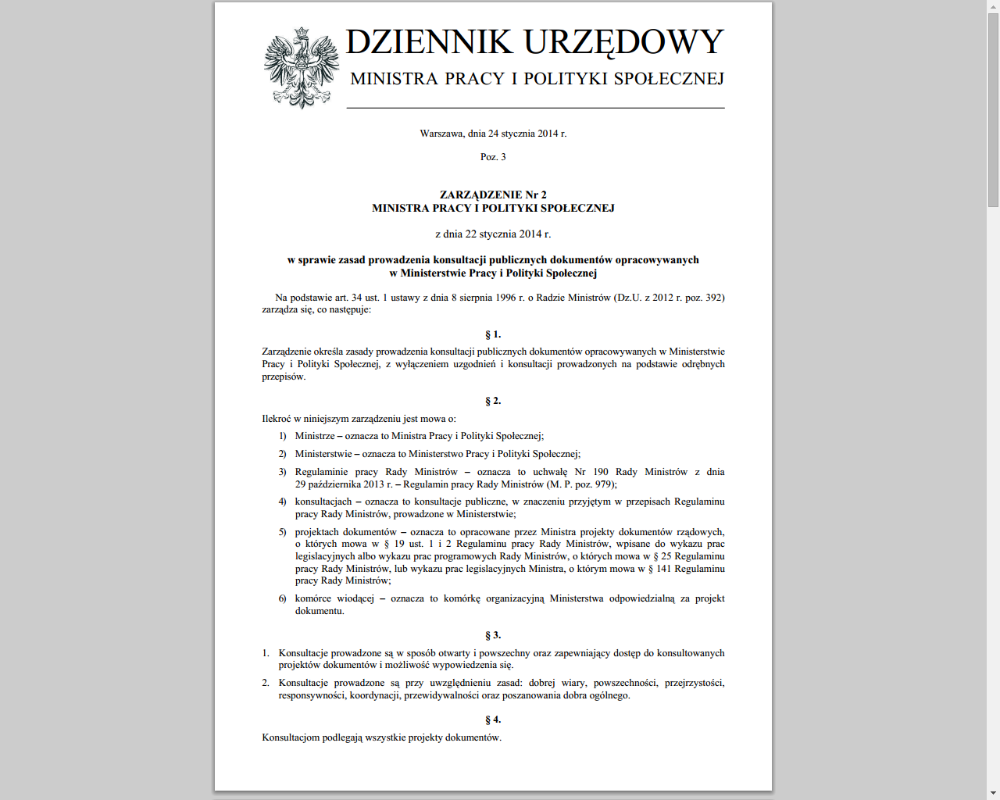 DZIENNIK URZĘDOWY
MINISTRA PRACY I POLITYKI SPOŁECZNEJ
Warszawa, dnia 24 stycznia 2014 r.
Poz. 3
ZARZĄDZENIE Nr 2
MINISTRA PRACY I POLITYKI SPOŁECZNEJ
z dnia 22 stycznia 2014 r.
w sprawie zasad prowadzenia konsultacji publicznych dokumentów opracowywanych
w Ministerstwie Pracy i Polityki Społecznej
Na podstawie art. 34 ust. 1 ustawy z dnia 8 sierpnia 1996 r. o Radzie Ministrów (Dz.U. z 2012 r. poz. 392)
zarządza się, co następuje:
§ 1.
Zarządzenie określa zasady prowadzenia konsultacji publicznych dokumentów opracowywanych w Ministerstwie
Pracy i Polityki Społecznej, z wyłączeniem uzgodnień i konsultacji prowadzonych na podstawie odrębnych
przepisów.
§ 2.
Ilekroć w niniejszym zarządzeniu jest mowa o:
1) Ministrze – oznacza to Ministra Pracy i Polityki Społecznej;
2) Ministerstwie – oznacza to Ministerstwo Pracy i Polityki Społecznej;
3) Regulaminie pracy Rady Ministrów – oznacza to uchwałę Nr 190 Rady Ministrów z dnia
29 października 2013 r. – Regulamin pracy Rady Ministrów (M. P. poz. 979);
4) konsultacjach – oznacza to konsultacje publiczne, w znaczeniu przyjętym w przepisach Regulaminu
pracy Rady Ministrów, prowadzone w Ministerstwie;
5) projektach dokumentów – oznacza to opracowane przez Ministra projekty dokumentów rządowych,
o których mowa w § 19 ust. 1 i 2 Regulaminu pracy Rady Ministrów, wpisane do wykazu prac
legislacyjnych albo wykazu prac programowych Rady Ministrów, o których mowa w § 25 Regulaminu
pracy Rady Ministrów, lub wykazu prac legislacyjnych Ministra, o którym mowa w § 141 Regulaminu
pracy Rady Ministrów;
6) komórce wiodącej – oznacza to komórkę organizacyjną Ministerstwa odpowiedzialną za projekt
dokumentu.
§ 3.
1. Konsultacje prowadzone są w sposób otwarty i powszechny oraz zapewniający dostęp do konsultowanych
projektów dokumentów i możliwość wypowiedzenia się.
2. Konsultacje prowadzone są przy uwzględnieniu zasad: dobrej wiary, powszechności, przejrzystości,
responsywności, koordynacji, przewidywalności oraz poszanowania dobra ogólnego.
§ 4.
Konsultacjom podlegają wszystkie projekty dokumentów.